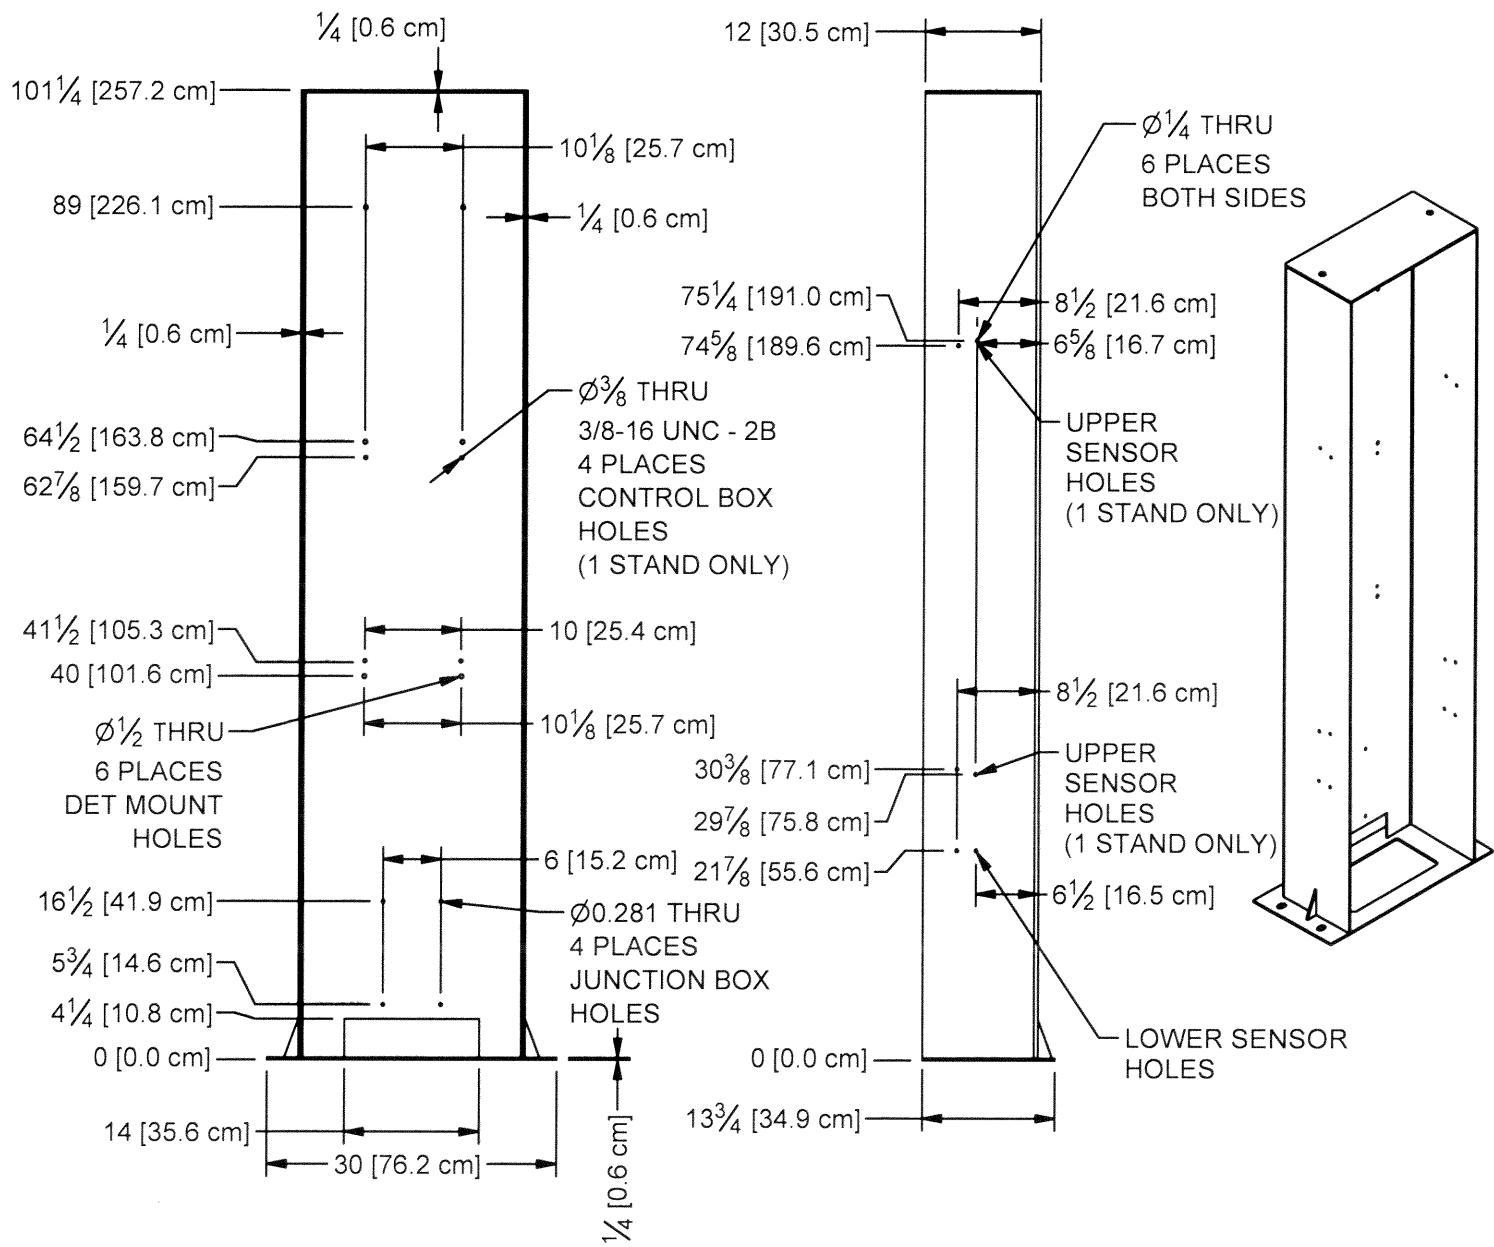 1/4 [0.6 cm]
101 1/4 [257.2 cm]
10 1/8 [25.7 cm]
89 [226.1 cm]
1/4 [0.6 cm]
1/4 [0.6 cm]
Ø3/8 THRU
3/8-16 UNC - 2B
4 PLACES
CONTROL BOX
HOLES
(1 STAND ONLY)
64 1/2 [163.8 cm]
62 7/8 [159.7 cm]
41 1/2 [105.3 cm]
10 [25.4 cm]
40 [101.6 cm]
10 1/8 [25.7 cm]
Ø1/2 THRU
6 PLACES
DET MOUNT
HOLES
6 [15.2 cm]
16 1/2 [41.9 cm]
Ø0.281 THRU
4 PLACES
JUNCTION BOX
HOLES
5 3/4 [14.6 cm]
4 1/4 [10.8 cm]
0 [0.0 cm]
14 [35.6 cm]
30 [76.2 cm]
1/4 [0.6 cm]
12 [30.5 cm]
Ø1/4 THRU
6 PLACES
BOTH SIDES
75 1/4 [191.0 cm]
8 1/2 [21.6 cm]
74 5/8 [189.6 cm]
6 5/8 [16.7 cm]
UPPER
SENSOR
HOLES
(1 STAND ONLY)
8 1/2 [21.6 cm]
30 3/8 [77.1 cm]
UPPER
SENSOR
HOLES
(1 STAND ONLY)
29 7/8 [75.8 cm]
21 7/8 [55.6 cm]
6 1/2 [16.5 cm]
LOWER SENSOR
HOLES
0 [0.0 cm]
13 3/4 [34.9 cm]